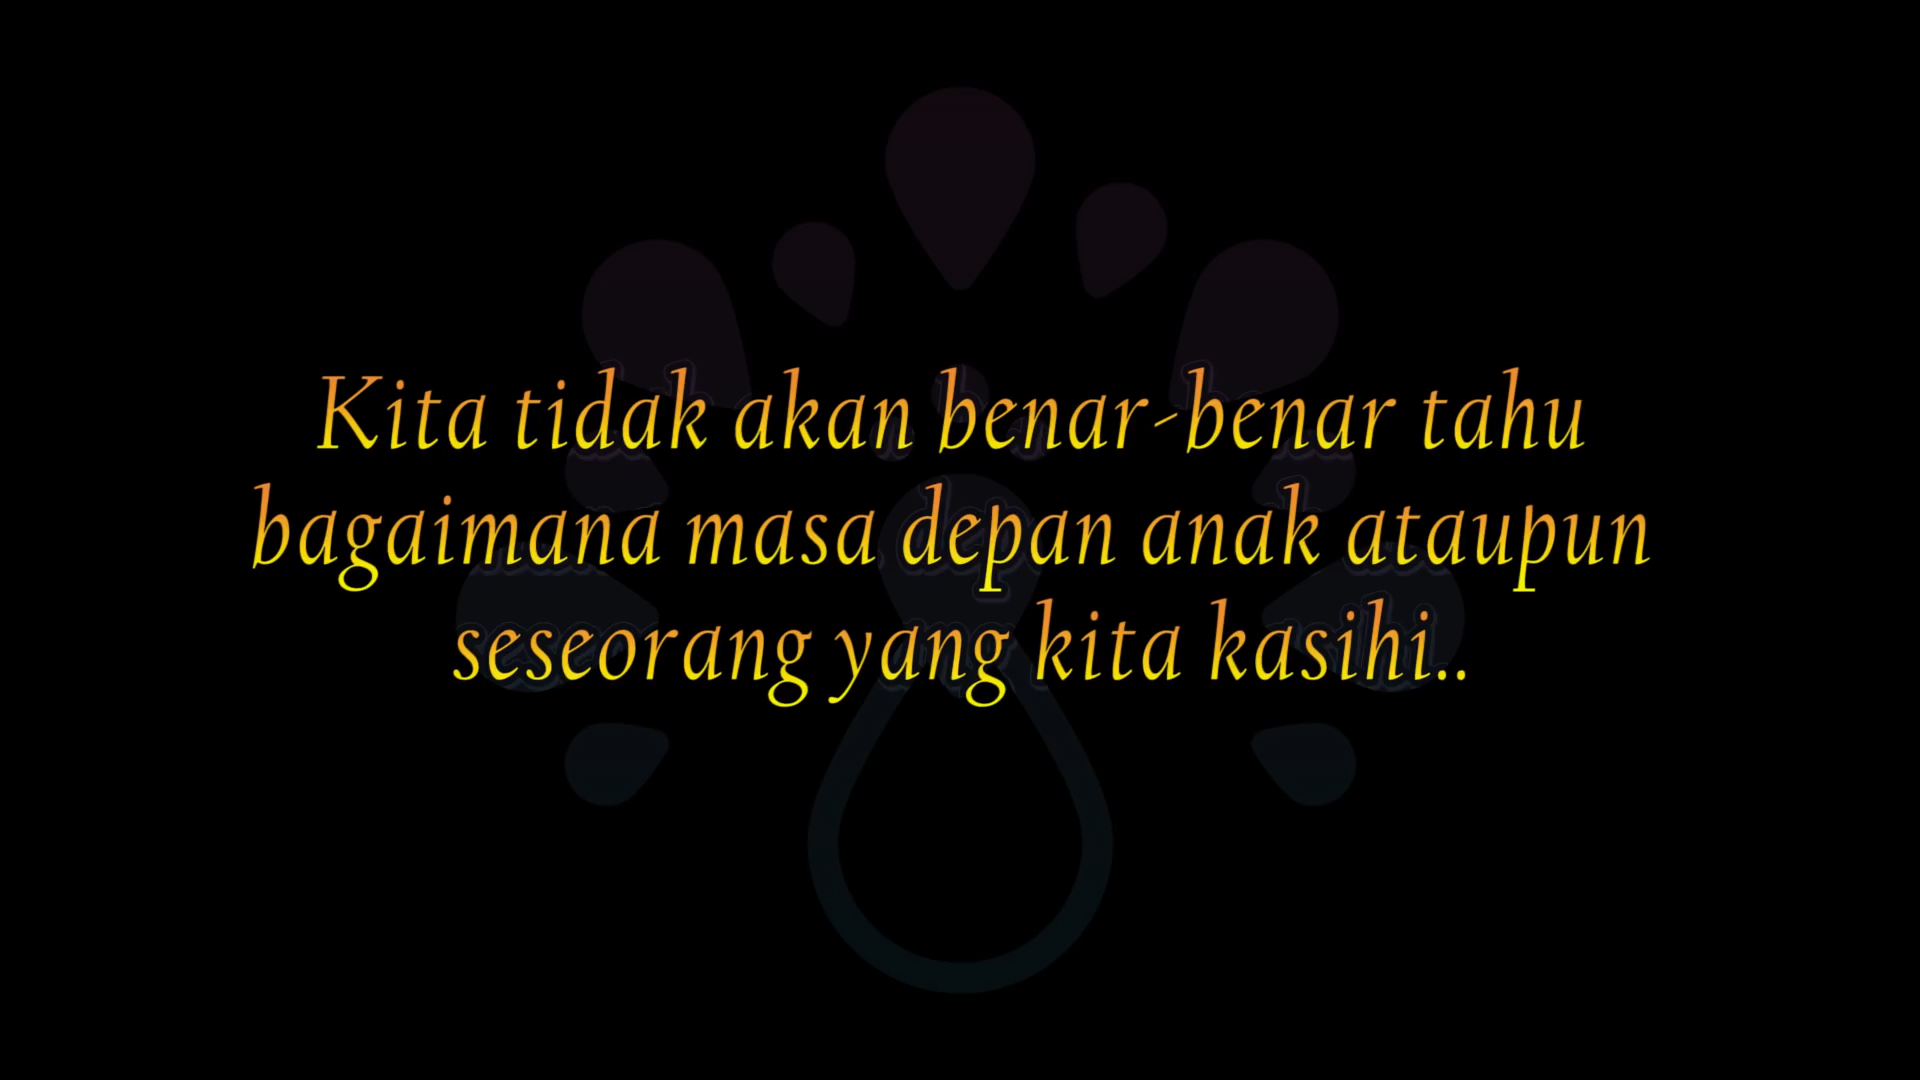 Kita tidak akan benar-benar tahu
bagaimana masa depan anak ataupun
seseorang yang kita kasihi..